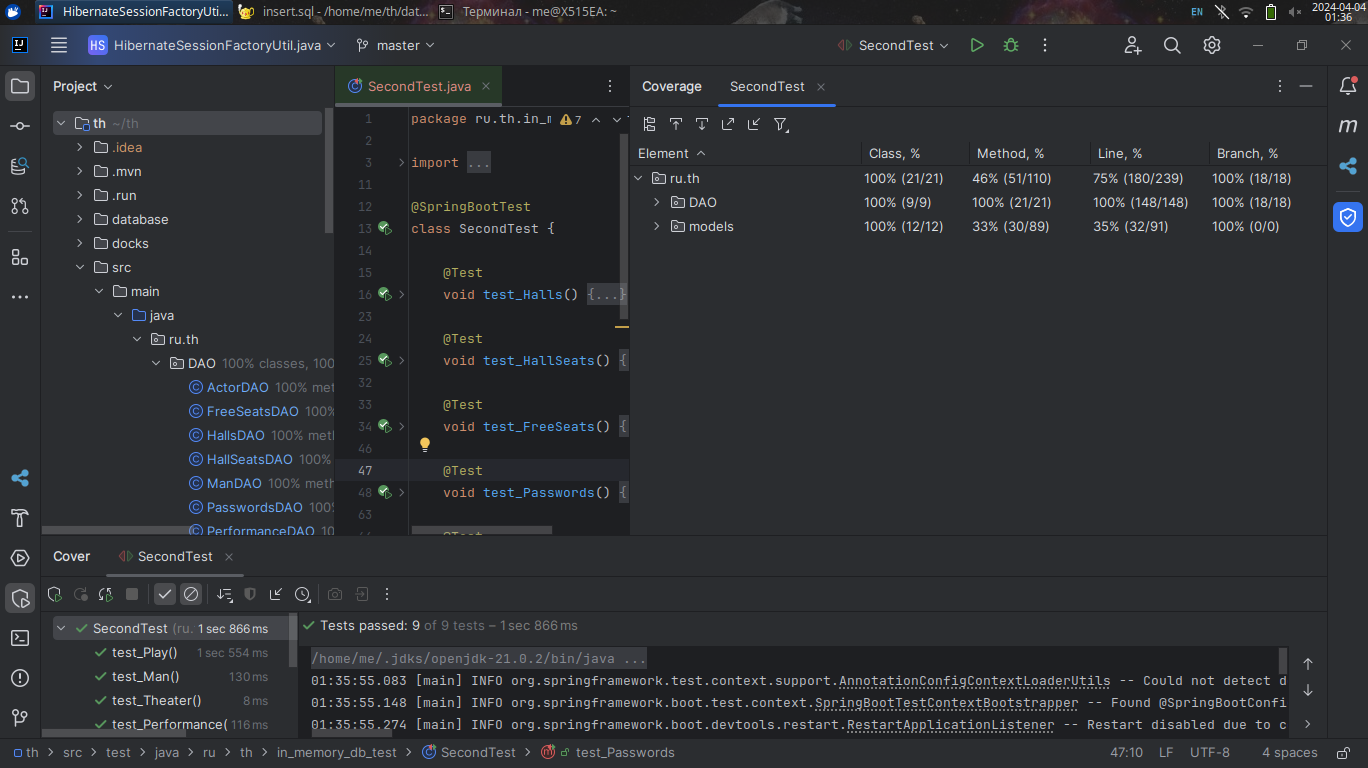 HibernateSessionFactoryUtil...
insert.sql - /home/me/th/dat...
Терминал - me@X515EA: ~
EN
2024-04-04
01:36
HS HibernateSessionFactoryUtil.java
master
SecondTest
Project
th ~/th
.idea
.mvn
.run
database
docks
src
main
java
ru.th
DAO 100% classes, 100
ActorDAO 100% met
FreeSeatsDAO 100%
HallsDAO 100% meth
HallSeatsDAO 100%
ManDAO 100% meth
PasswordsDAO 100%
PerformanceDAO 10
SecondTest.java
1 package ru.th.in_m 7
2
3 import ...
11
12 @SpringBootTest
13 class SecondTest {
14
15 @Test
16 void test_Halls() {...}
23
24 @Test
25 void test_HallSeats() {
32
33 @Test
34 void test_FreeSeats() {
46
47 @Test
48 void test_Passwords() {
63
Coverage SecondTest
Element Class, % Method, % Line, % Branch, %
ru.th 100% (21/21) 46% (51/110) 75% (180/239) 100% (18/18)
DAO 100% (9/9) 100% (21/21) 100% (148/148) 100% (18/18)
models 100% (12/12) 33% (30/89) 35% (32/91) 100% (0/0)
m
Cover SecondTest
SecondTest (ru. 1 sec 866 ms
test_Play() 1 sec 554 ms
test_Man() 130 ms
test_Theater() 8 ms
test_Performance( 116 ms
Tests passed: 9 of 9 tests – 1 sec 866 ms
/home/me/.jdks/openjdk-21.0.2/bin/java ...
01:35:55.083 [main] INFO org.springframework.test.context.support.AnnotationConfigContextLoaderUtils -- Could not detect d
01:35:55.148 [main] INFO org.springframework.boot.test.context.SpringBootTestContextBootstrapper -- Found @SpringBootConfi
01:35:55.274 [main] INFO org.springframework.boot.devtools.restart.RestartApplicationListener -- Restart disabled due to c
th > src > test > java > ru > th > in_memory_db_test > SecondTest > test_Passwords
47:10 LF UTF-8 4 spaces